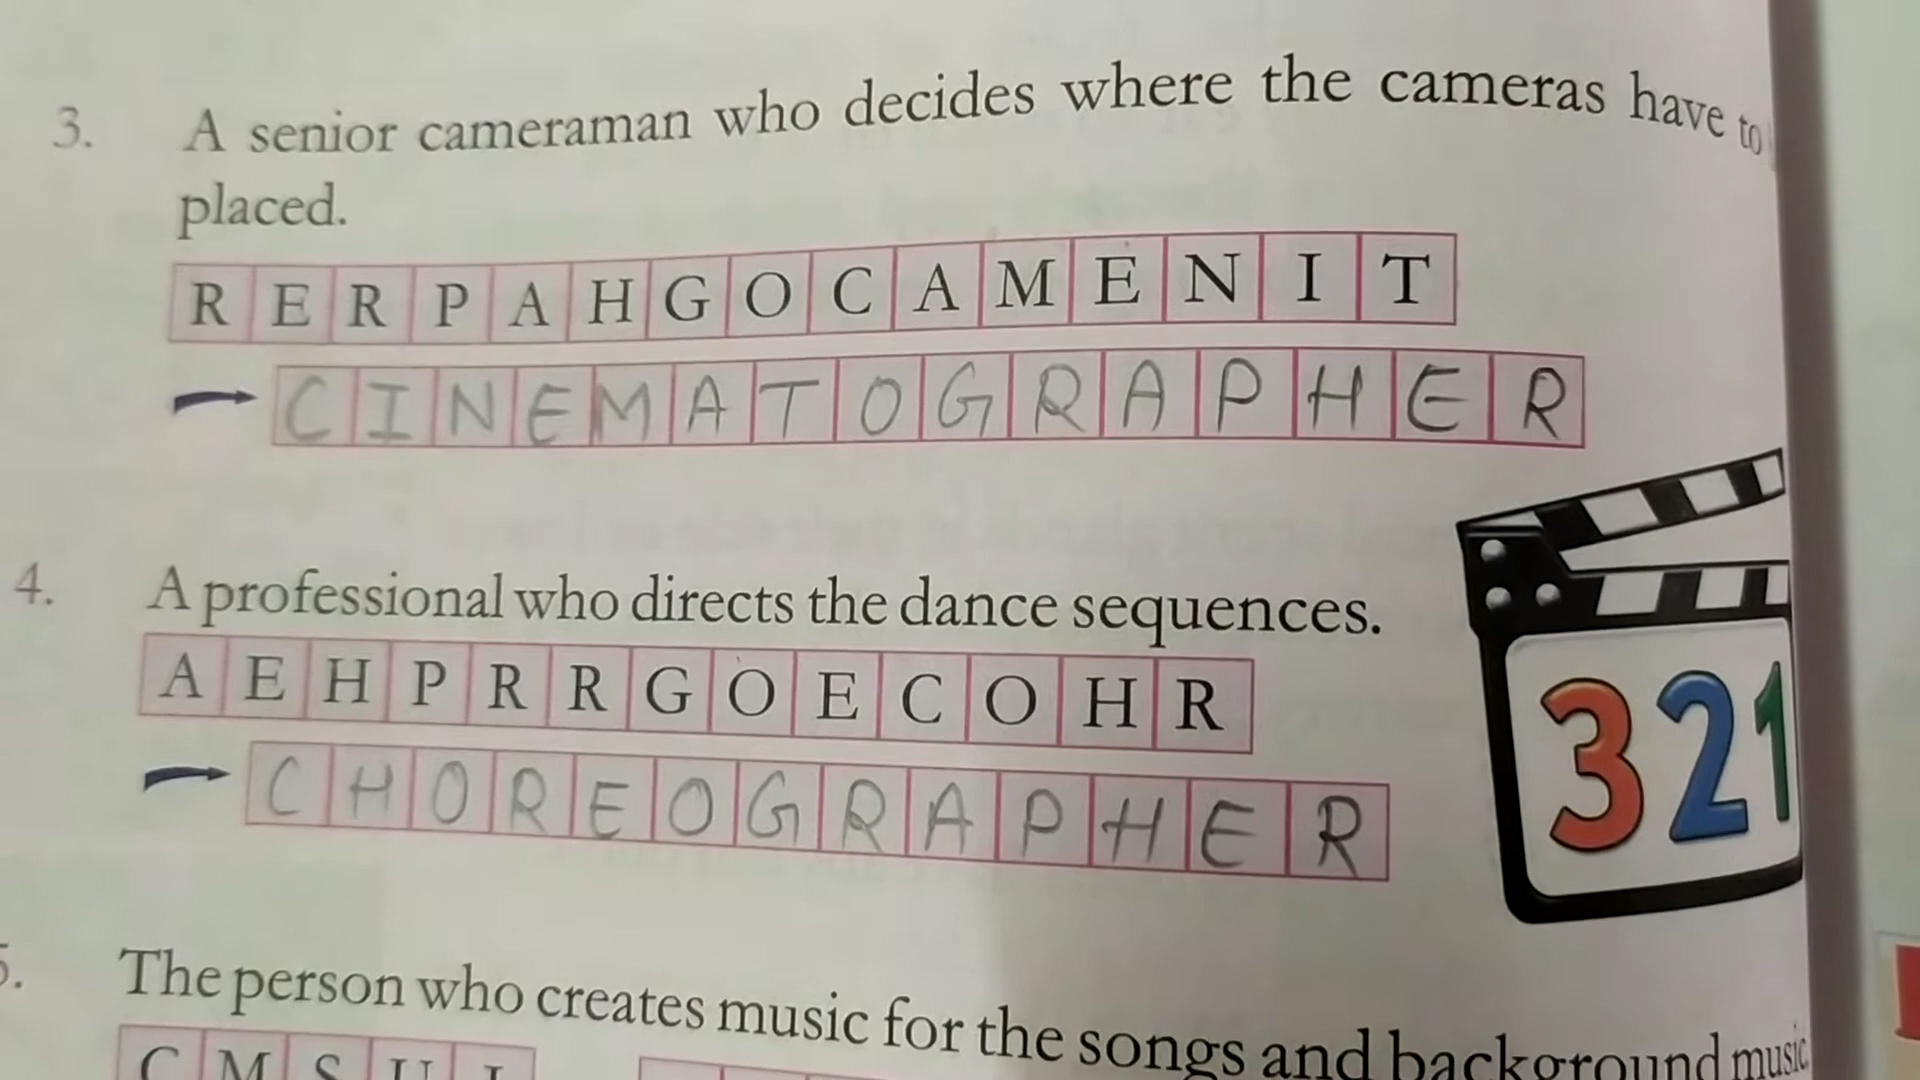 3. A senior cameraman who decides where the cameras have to
placed.
R E R P A H G O C A M E N I T
C I N E M A T O G R A P H E R
4. A professional who directs the dance sequences.
A E H P R R G O E C O H R
C H O R E O G R A P H E R
321
5. The person who creates music for the songs and background music
C M S U I